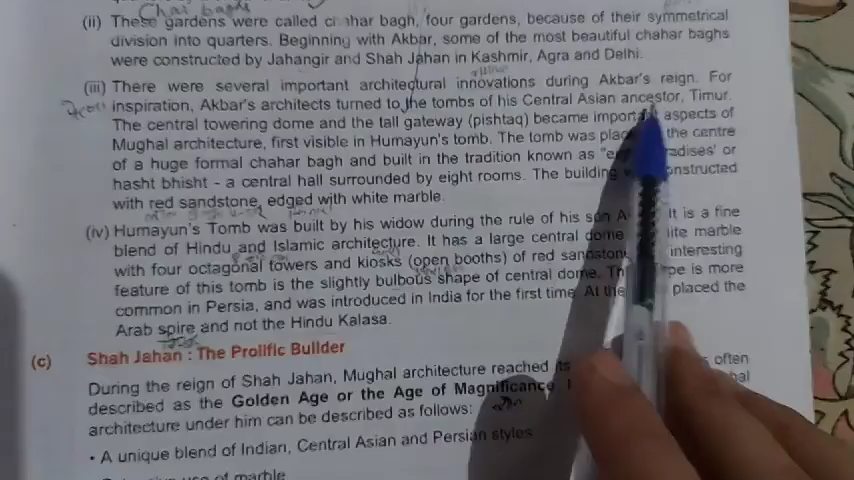 Char bagh
(ii) These gardens were called chahar bagh, four gardens, because of their symmetrical
division into quarters. Beginning with Akbar, some of the most beautiful chahar baghs
were constructed by Jahangir and Shah Jahan in Kashmir, Agra and Delhi.
(iii) There were several important architectural innovations during Akbar's reign. For
inspiration, Akbar's architects turned to the tombs of his Central Asian ancestor, Timur.
The central towering dome and the tall gateway (pishtaq) became important aspects of
Mughal architecture, first visible in Humayun's tomb. The tomb was the centre
of a huge formal chahar bagh and built in the tradition known as or
hasht bhisht - a central hall surrounded by eight rooms. The building
with red sandstone, edged with white marble.
(iv) Humayun's Tomb was built by his widow during the rule of his son It is a fine
blend of Hindu and Islamic architecture. It has a large central dome marble
with four octagonal towers and kiosks (open booths) of red sandstone interesting
feature of this tomb is the slightly bulbous shape of central dome. is more
common in Persia, and was introduced in India for the first time. At placed the
Arab spire and not the Hindu Kalasa.
(c) Shah Jahan : The Prolific Builder
During the reign of Shah Jahan, Mughal architecture reached often
described as the Golden Age or the Age of Magnificence
architecture under him can be described as follows:
• A unique blend of Indian, Central Asian and Persian styles
use of marble